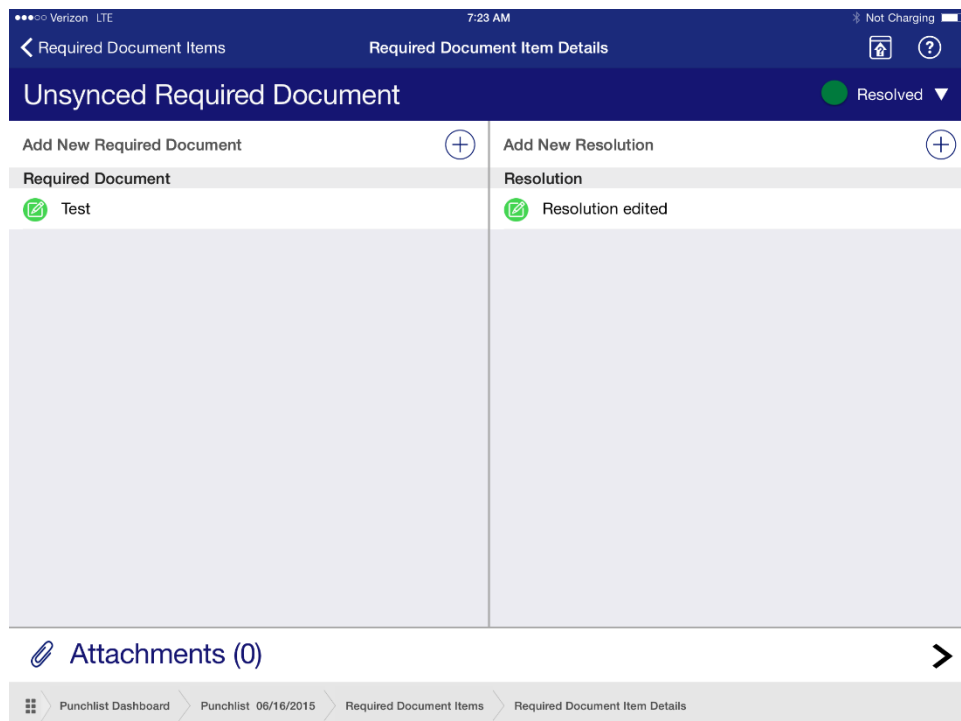 Verizon LTE 7:23 AM Not Charging
Required Document Items Required Document Item Details ?
Unsynced Required Document Resolved
Add New Required Document Add New Resolution
Required Document Resolution
Test Resolution edited
Attachments (0)
Punchlist Dashboard Punchlist 06/16/2015 Required Document Items Required Document Item Details